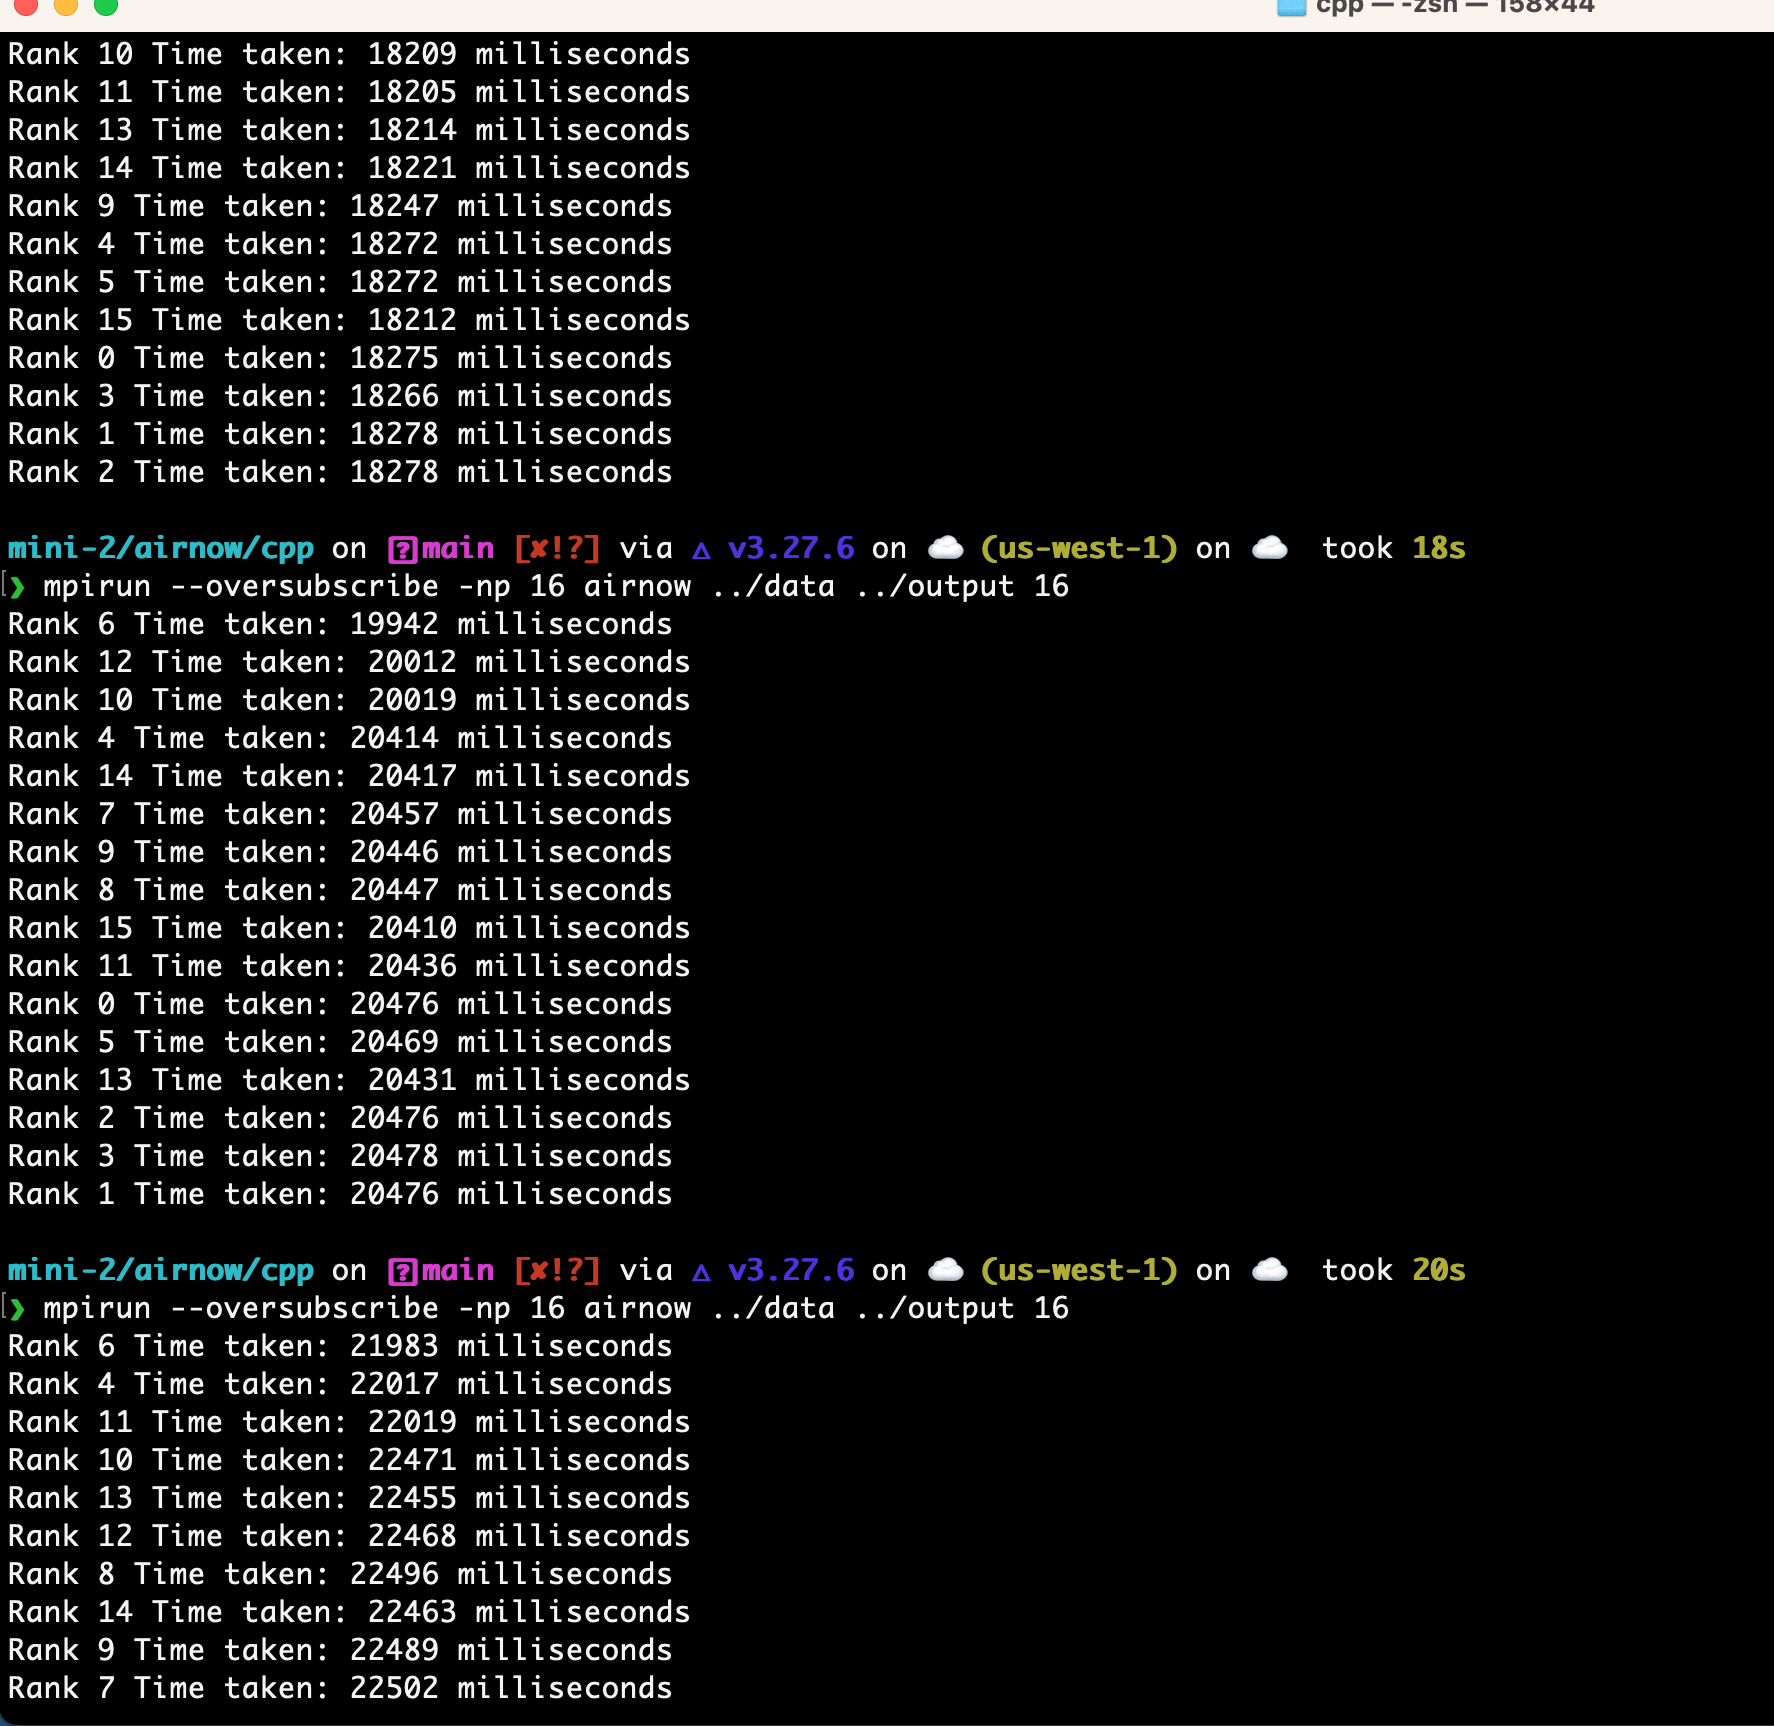 cpp — -zsh — 158×44
Rank 10 Time taken: 18209 milliseconds
Rank 11 Time taken: 18205 milliseconds
Rank 13 Time taken: 18214 milliseconds
Rank 14 Time taken: 18221 milliseconds
Rank 9 Time taken: 18247 milliseconds
Rank 4 Time taken: 18272 milliseconds
Rank 5 Time taken: 18272 milliseconds
Rank 15 Time taken: 18212 milliseconds
Rank 0 Time taken: 18275 milliseconds
Rank 3 Time taken: 18266 milliseconds
Rank 1 Time taken: 18278 milliseconds
Rank 2 Time taken: 18278 milliseconds
mini-2/airnow/cpp on [?]main [✘!?] via △ v3.27.6 on ☁️ (us-west-1) on ☁️ took 18s
[❯ mpirun --oversubscribe -np 16 airnow ../data ../output 16
Rank 6 Time taken: 19942 milliseconds
Rank 12 Time taken: 20012 milliseconds
Rank 10 Time taken: 20019 milliseconds
Rank 4 Time taken: 20414 milliseconds
Rank 14 Time taken: 20417 milliseconds
Rank 7 Time taken: 20457 milliseconds
Rank 9 Time taken: 20446 milliseconds
Rank 8 Time taken: 20447 milliseconds
Rank 15 Time taken: 20410 milliseconds
Rank 11 Time taken: 20436 milliseconds
Rank 0 Time taken: 20476 milliseconds
Rank 5 Time taken: 20469 milliseconds
Rank 13 Time taken: 20431 milliseconds
Rank 2 Time taken: 20476 milliseconds
Rank 3 Time taken: 20478 milliseconds
Rank 1 Time taken: 20476 milliseconds
mini-2/airnow/cpp on [?]main [✘!?] via △ v3.27.6 on ☁️ (us-west-1) on ☁️ took 20s
[❯ mpirun --oversubscribe -np 16 airnow ../data ../output 16
Rank 6 Time taken: 21983 milliseconds
Rank 4 Time taken: 22017 milliseconds
Rank 11 Time taken: 22019 milliseconds
Rank 10 Time taken: 22471 milliseconds
Rank 13 Time taken: 22455 milliseconds
Rank 12 Time taken: 22468 milliseconds
Rank 8 Time taken: 22496 milliseconds
Rank 14 Time taken: 22463 milliseconds
Rank 9 Time taken: 22489 milliseconds
Rank 7 Time taken: 22502 milliseconds